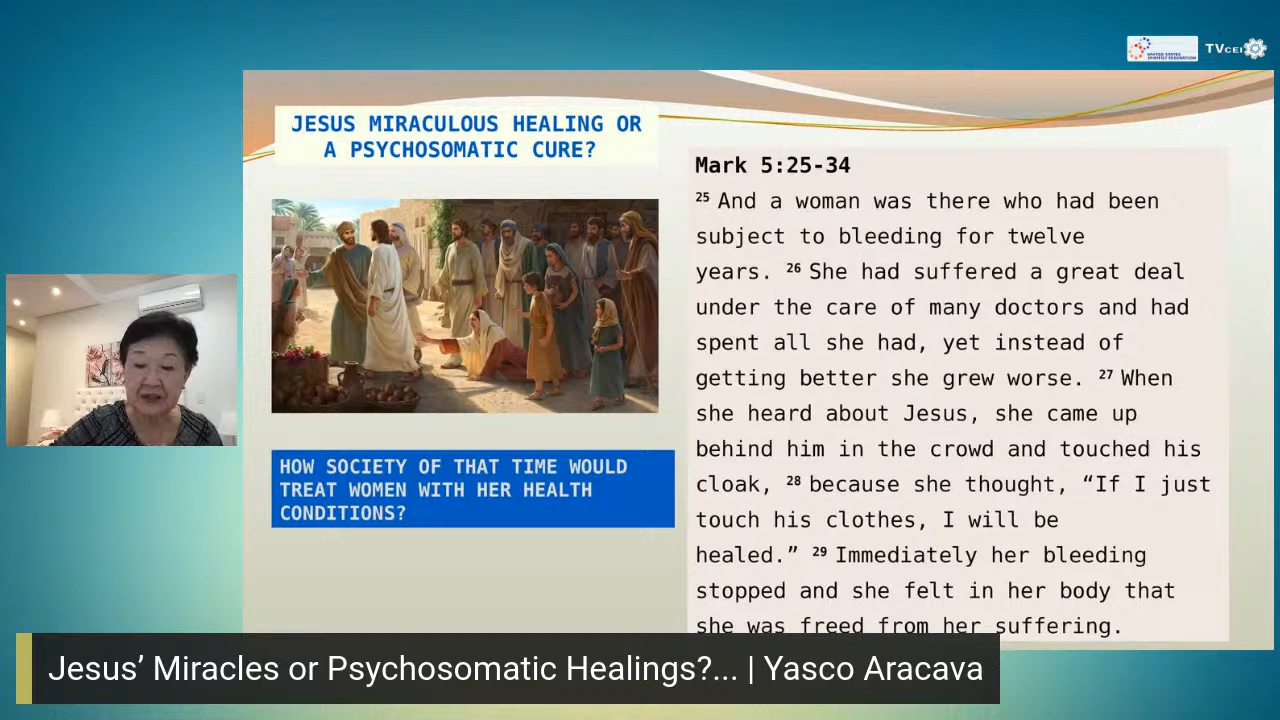 UNITED STATES
SPIRITIST FEDERATION
TVCEI
JESUS MIRACULOUS HEALING OR
A PSYCHOSOMATIC CURE?
HOW SOCIETY OF THAT TIME WOULD
TREAT WOMEN WITH HER HEALTH
CONDITIONS?
Mark 5:25-34
25 And a woman was there who had been
subject to bleeding for twelve
years. 26 She had suffered a great deal
under the care of many doctors and had
spent all she had, yet instead of
getting better she grew worse. 27 When
she heard about Jesus, she came up
behind him in the crowd and touched his
cloak, 28 because she thought, “If I just
touch his clothes, I will be
healed.” 29 Immediately her bleeding
stopped and she felt in her body that
she was freed from her suffering.
Jesus’ Miracles or Psychosomatic Healings?... | Yasco Aracava